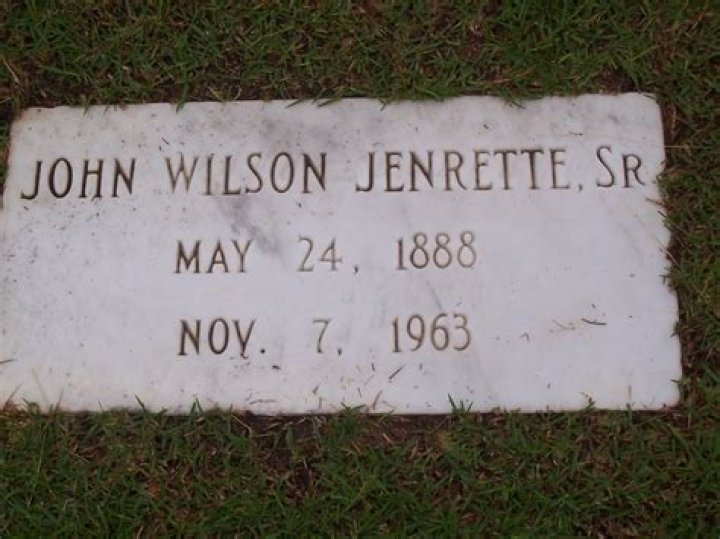 JOHN WILSON JENRETTE, SR
MAY 24, 1888
NOV. 7, 1963